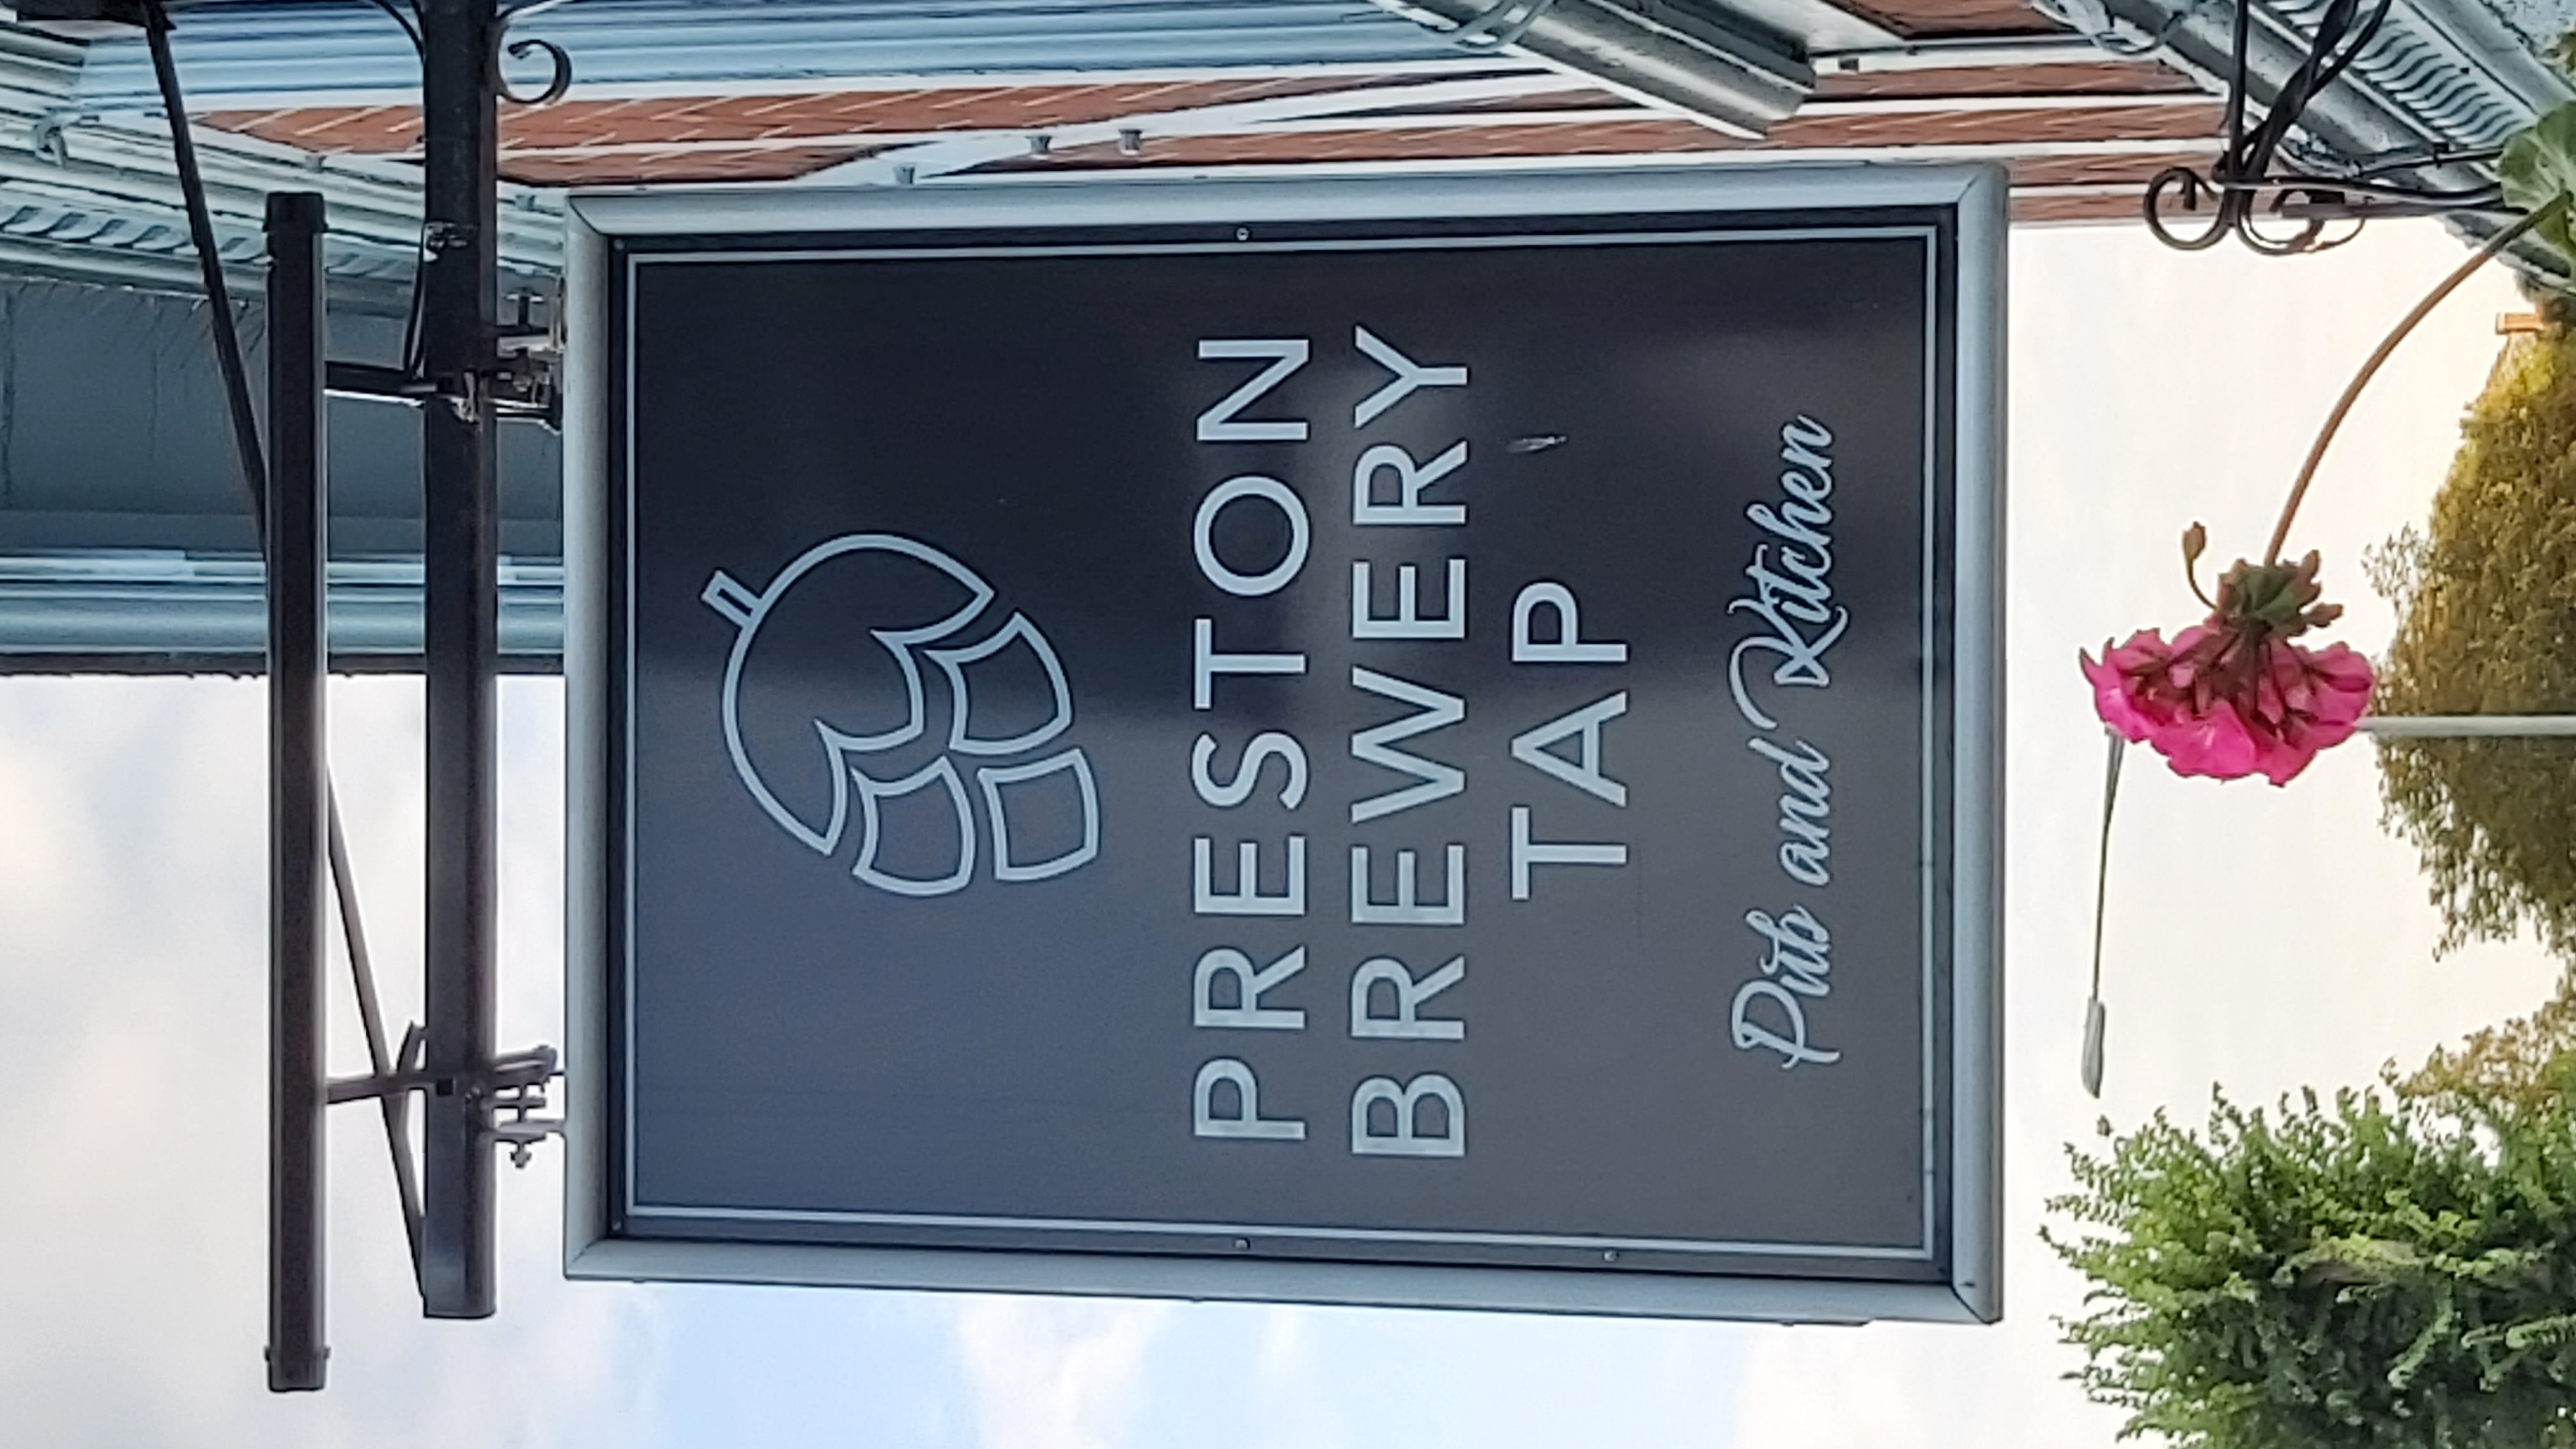 PRESTON
BREWERY
TAP
Pub and Kitchen